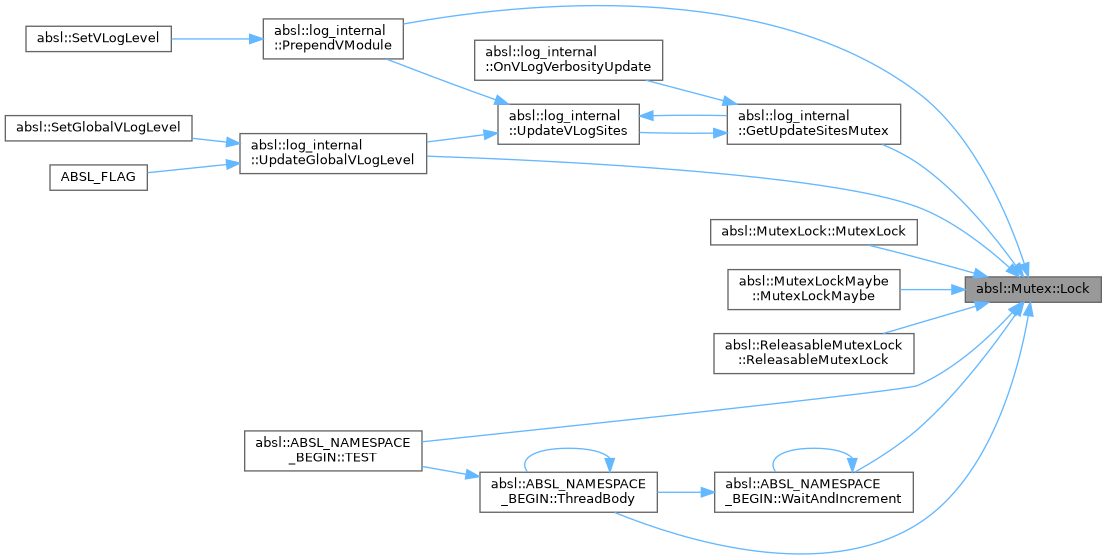 absl::SetVLogLevel
absl::log_internal
::PrependVModule
absl::log_internal
::OnVLogVerbosityUpdate
absl::SetGlobalVLogLevel
absl::log_internal
::UpdateGlobalVLogLevel
absl::log_internal
::UpdateVLogSites
absl::log_internal
::GetUpdateSitesMutex
ABSL_FLAG
absl::MutexLock::MutexLock
absl::MutexLockMaybe
::MutexLockMaybe
absl::Mutex::Lock
absl::ReleasableMutexLock
::ReleasableMutexLock
absl::ABSL_NAMESPACE
_BEGIN::TEST
absl::ABSL_NAMESPACE
_BEGIN::ThreadBody
absl::ABSL_NAMESPACE
_BEGIN::WaitAndIncrement